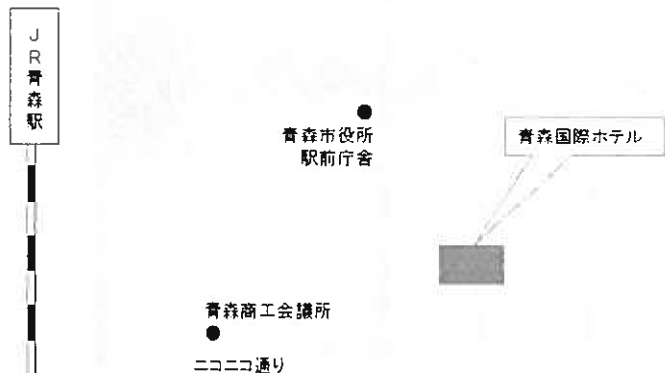 JR青森駅
青森市役所
駅前庁舎
青森国際ホテル
青森商工会議所
ニコニコ通り